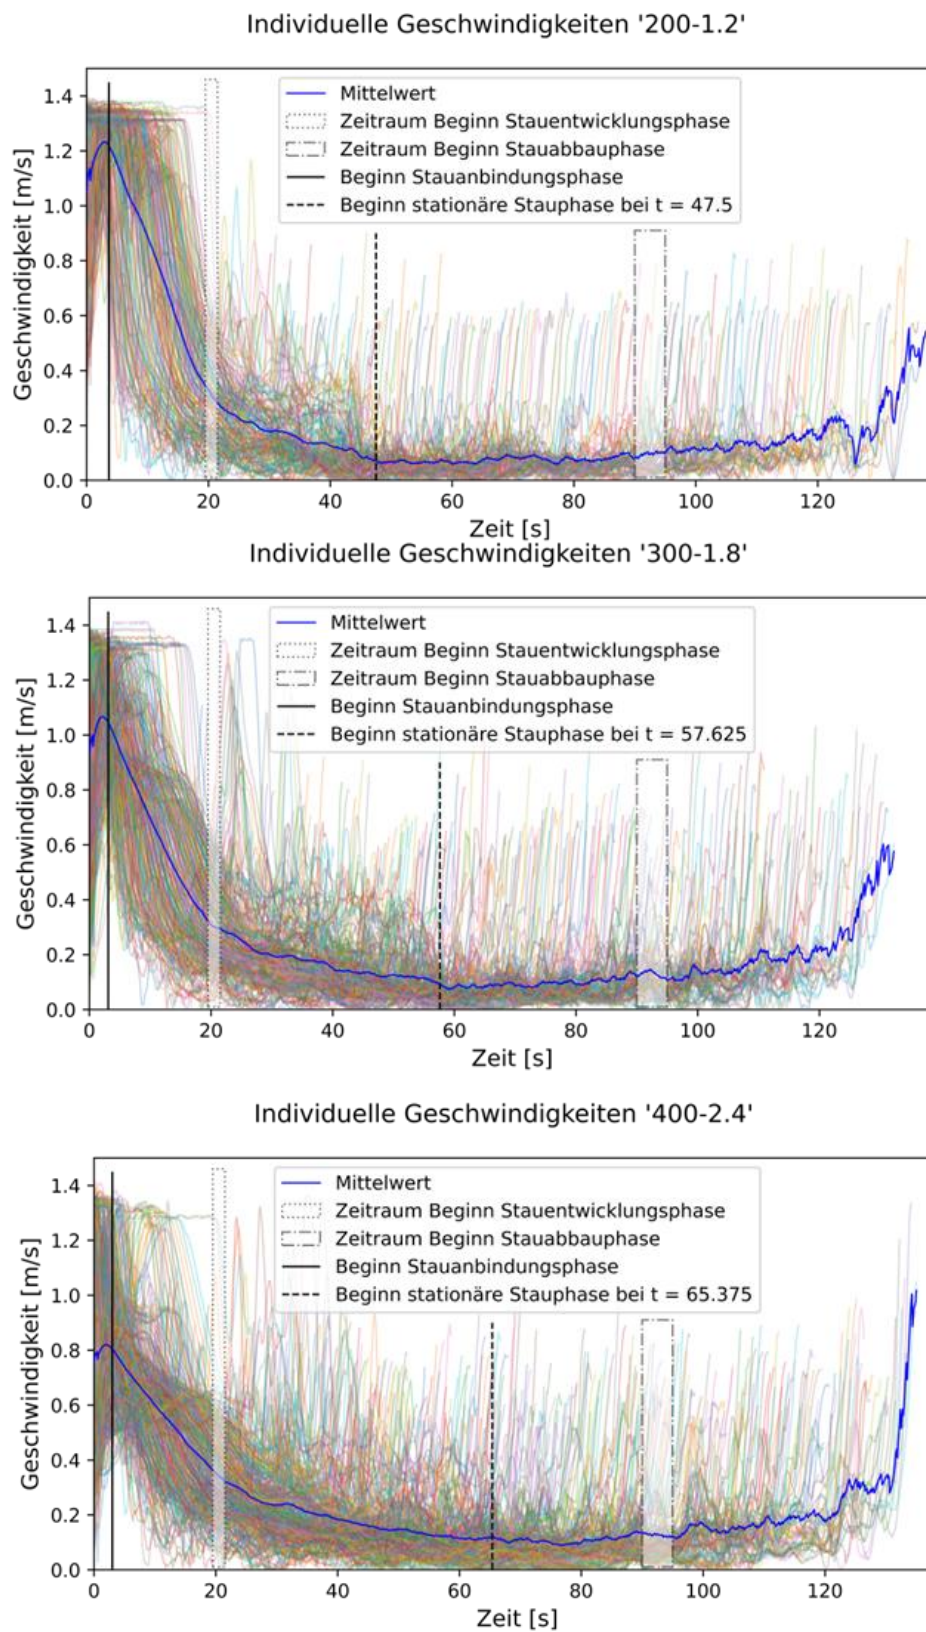 Individuelle Geschwindigkeiten '200-1.2'
Mittelwert
Zeitraum Beginn Stauentwicklungsphase
Zeitraum Beginn Stauabbauphase
Beginn Stauanbindungsphase
Beginn stationäre Stauphase bei t = 47.5
Geschwindigkeit [m/s]
1.4
1.2
1.0
0.8
0.6
0.4
0.2
0.0
0 20 40 60 80 100 120
Zeit [s]
Individuelle Geschwindigkeiten '300-1.8'
Mittelwert
Zeitraum Beginn Stauentwicklungsphase
Zeitraum Beginn Stauabbauphase
Beginn Stauanbindungsphase
Beginn stationäre Stauphase bei t = 57.625
Geschwindigkeit [m/s]
1.4
1.2
1.0
0.8
0.6
0.4
0.2
0.0
0 20 40 60 80 100 120
Zeit [s]
Individuelle Geschwindigkeiten '400-2.4'
Mittelwert
Zeitraum Beginn Stauentwicklungsphase
Zeitraum Beginn Stauabbauphase
Beginn Stauanbindungsphase
Beginn stationäre Stauphase bei t = 65.375
Geschwindigkeit [m/s]
1.4
1.2
1.0
0.8
0.6
0.4
0.2
0.0
0 20 40 60 80 100 120
Zeit [s]